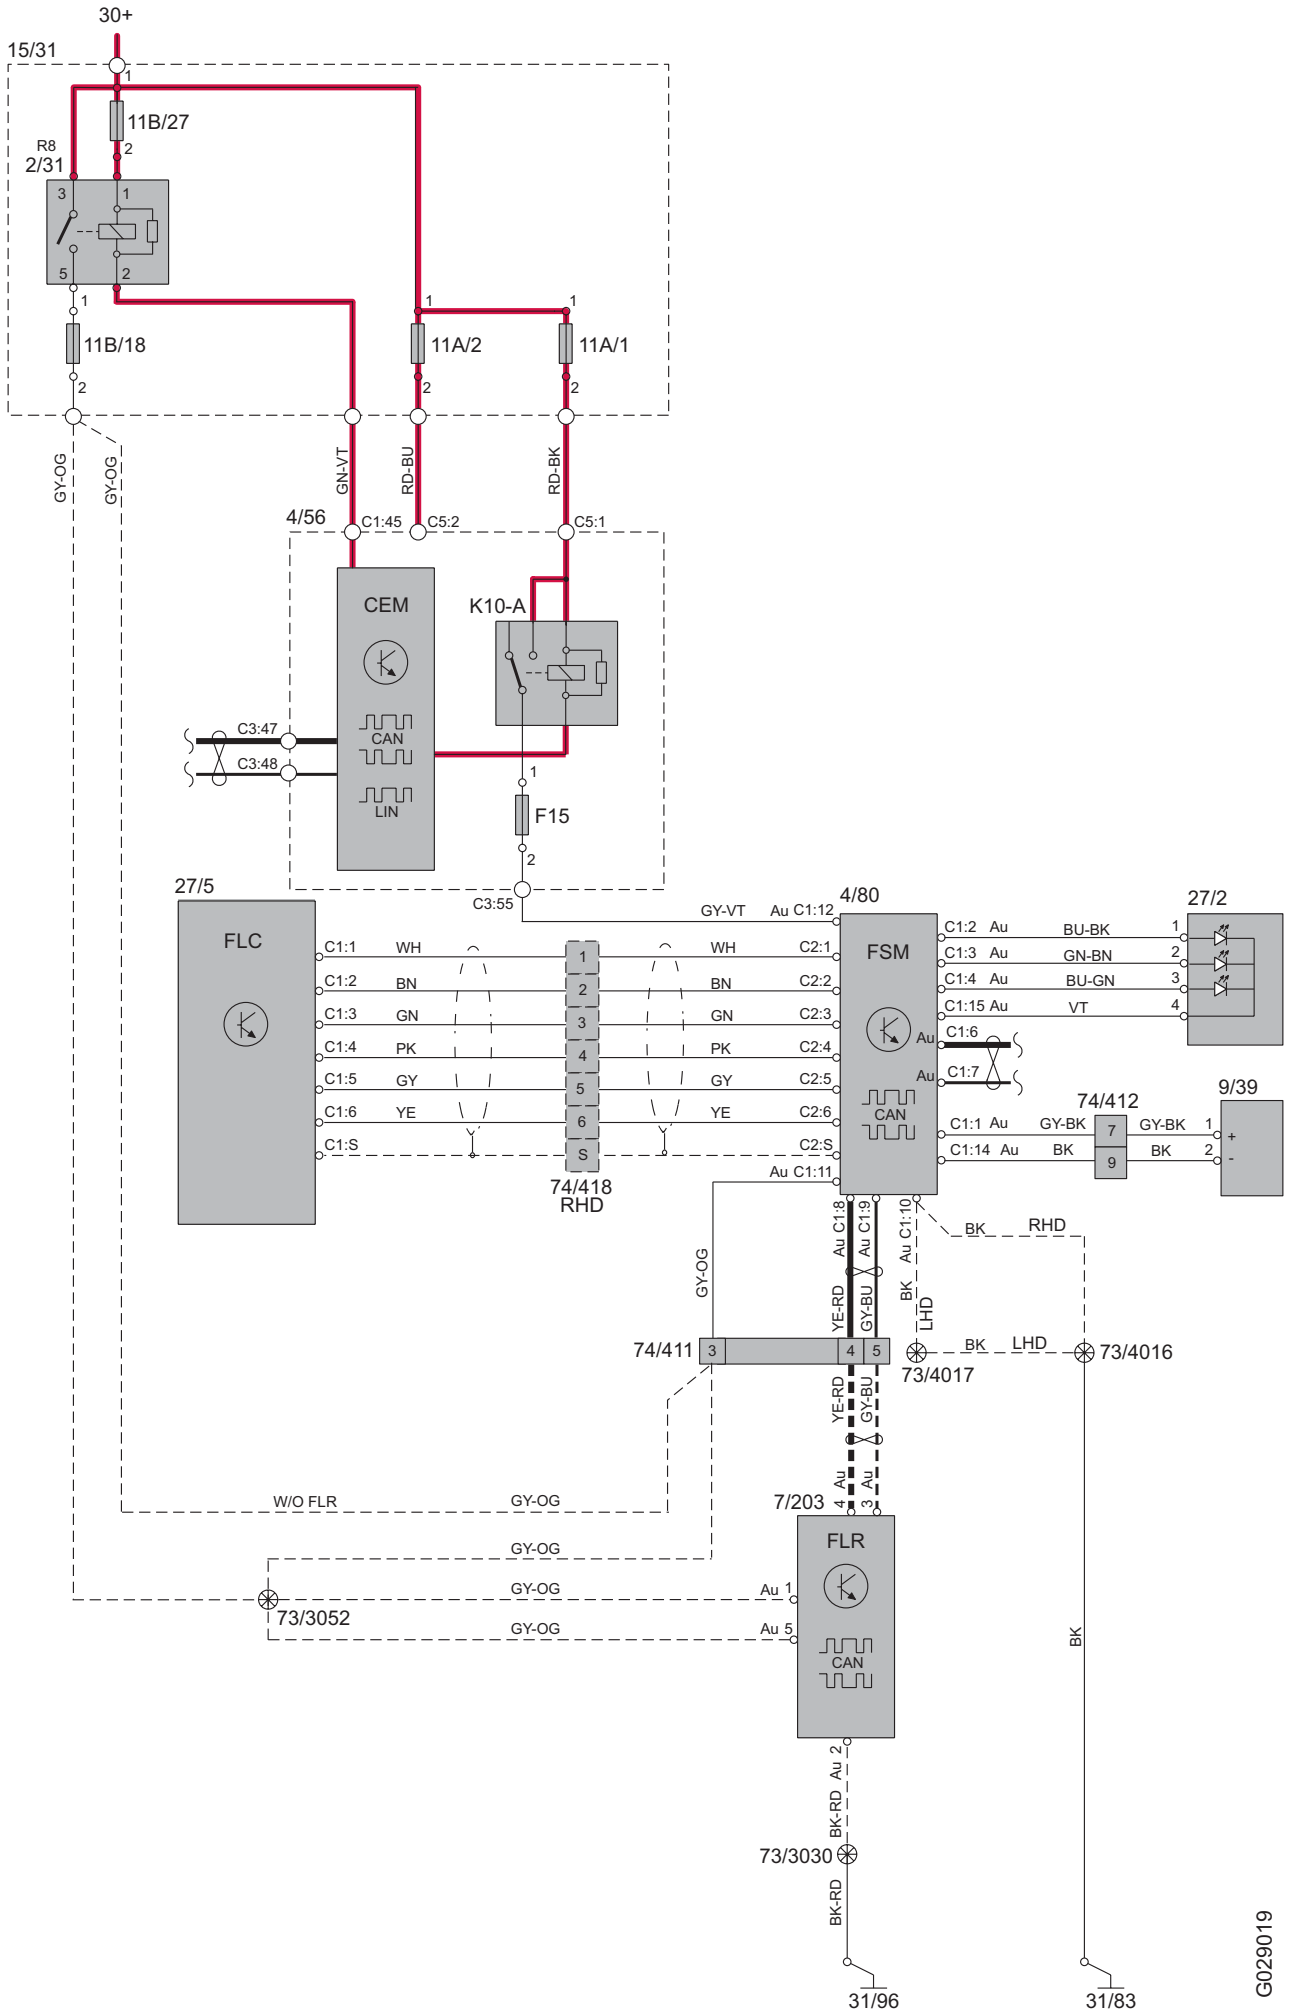 30+
15/31
1
11B/27
R8
2
2/31
3
1
5
2
1
1
1
11B/18
11A/2
11A/1
2
2
2
GY-OG
GY-OG
GN-VT
RD-BU
RD-BK
4/56
C1:45
C5:2
C5:1
CEM
K10-A
C3:47
CAN
C3:48
1
LIN
F15
2
27/5
C3:55
4/80
27/2
GY-VT
Au C1:12
FLC
FSM
C1:2 Au
BU-BK
1
C1:1
WH
1
WH
C2:1
C1:3 Au
GN-BN
2
C1:2
BN
2
BN
C2:2
C1:4 Au
BU-GN
3
C1:3
GN
3
GN
C2:3
C1:15 Au
VT
4
C1:4
PK
4
PK
C2:4
Au
C1:6
C1:5
GY
5
GY
C2:5
Au
C1:7
C1:6
YE
6
YE
C2:6
CAN
74/412
9/39
C1:1 Au
GY-BK
7
GY-BK
1
+
C1:S
S
C2:S
C1:14 Au
BK
9
BK
2
-
Au C1:11
74/418
RHD
GY-OG
YE-RD
Au C1:8
GY-BU
Au C1:9
BK
Au C1:10
LHD
BK
RHD
74/411
3
4
5
BK
LHD
73/4017
73/4016
YE-RD
GY-BU
4 Au
3 Au
W/O FLR
GY-OG
7/203
FLR
GY-OG
GY-OG
Au 1
73/3052
GY-OG
Au 5
CAN
BK
BK-RD
Au 2
73/3030
BK-RD
31/96
31/83
G029019